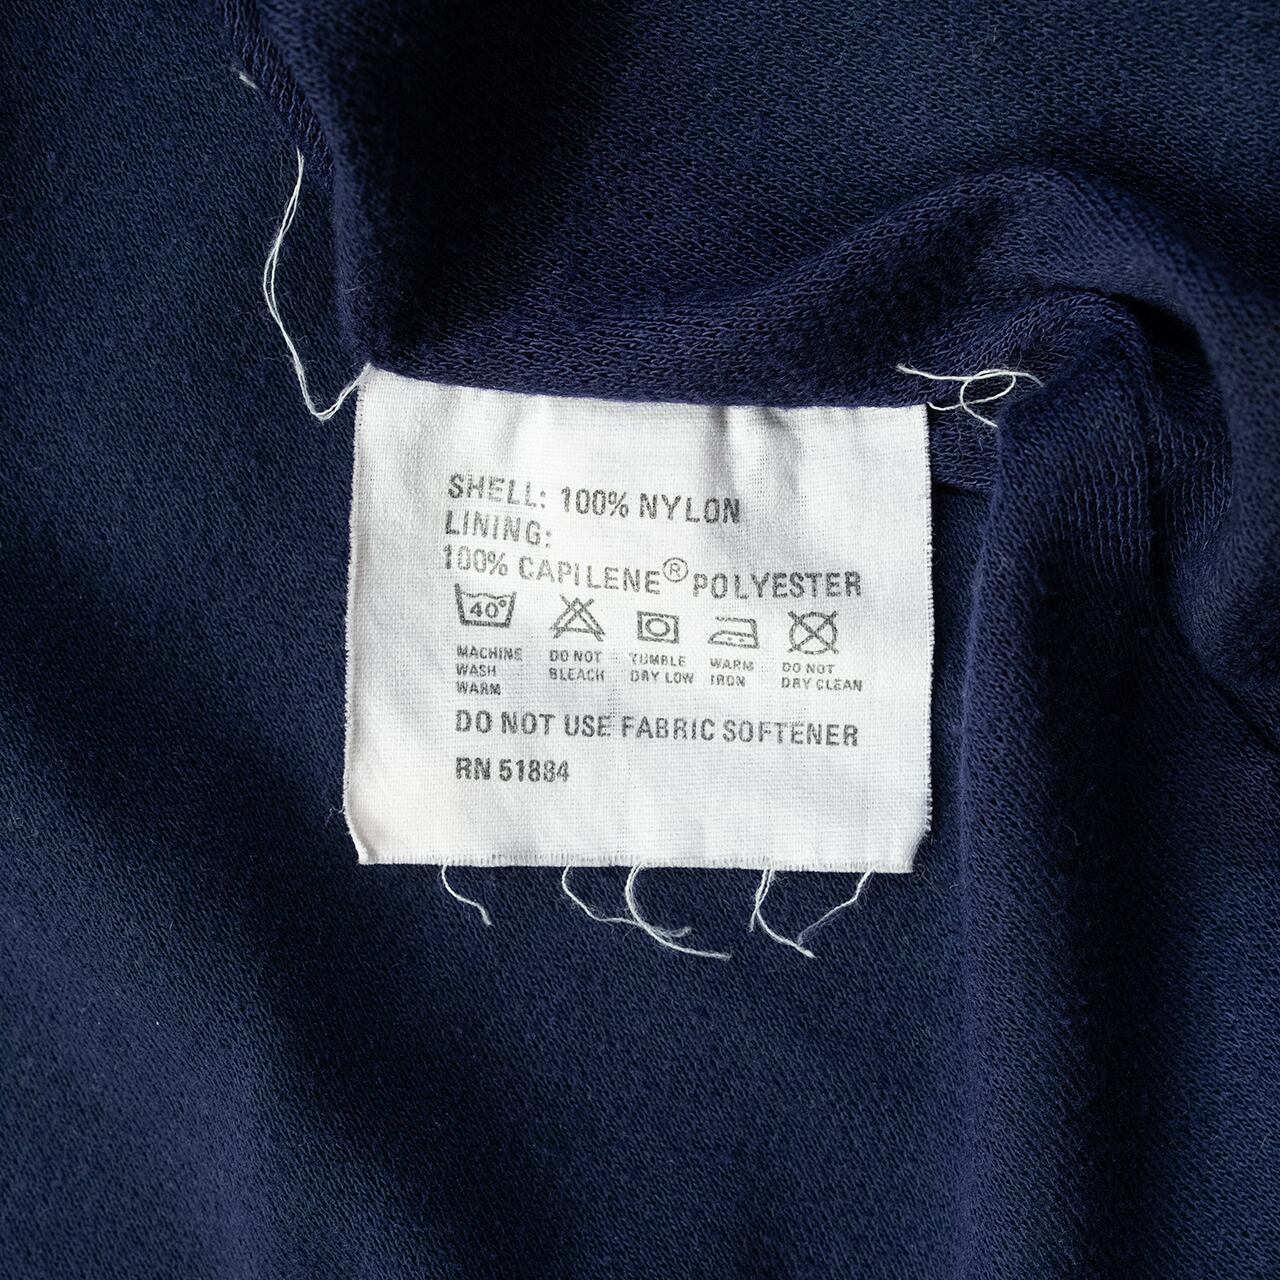 SHELL: 100% NYLON
LINING:
100% CAPILENE® POLYESTER
40°
MACHINE WASH WARM
DO NOT BLEACH
TUMBLE DRY LOW
WARM IRON
DO NOT DRY CLEAN
DO NOT USE FABRIC SOFTENER
RN 51884